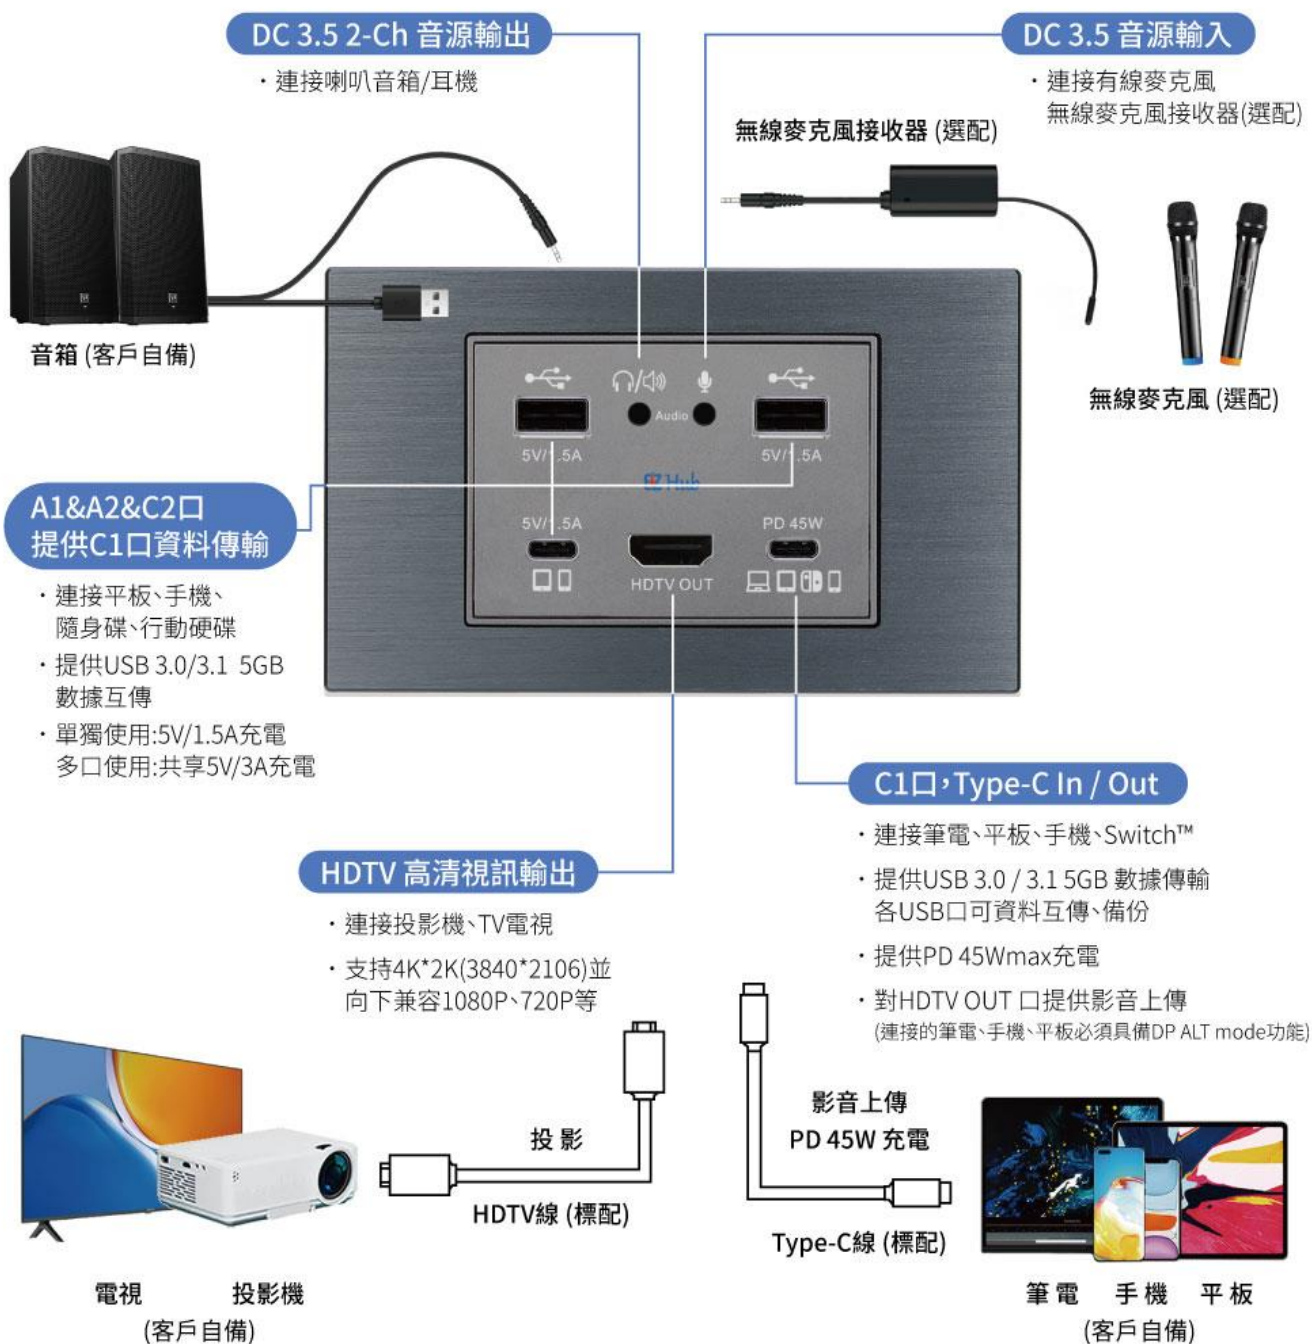 DC 3.5 2-Ch 音源輸出
・連接喇叭音箱/耳機
DC 3.5 音源輸入
・連接有線麥克風
無線麥克風接收器(選配)
無線麥克風接收器 (選配)
音箱 (客戶自備)
無線麥克風 (選配)
Audio
5V/1.5A
5V/1.5A
EZ Hub
5V/1.5A
PD 45W
HDTV OUT
A1&A2&C2口
提供C1口資料傳輸
・連接平板、手機、
隨身碟、行動硬碟
・提供USB 3.0/3.1 5GB
數據互傳
・單獨使用:5V/1.5A充電
多口使用:共享5V/3A充電
C1口,Type-C In / Out
・連接筆電、平板、手機、Switch™
・提供USB 3.0 / 3.1 5GB 數據傳輸
各USB口可資料互傳、備份
・提供PD 45Wmax充電
・對HDTV OUT 口提供影音上傳
(連接的筆電、手機、平板必須具備DP ALT mode功能)
HDTV 高清視訊輸出
・連接投影機、TV電視
・支持4K*2K(3840*2106)並
向下兼容1080P、720P等
投 影
HDTV線 (標配)
影音上傳
PD 45W 充電
Type-C線 (標配)
電視 投影機
(客戶自備)
筆 電 手 機 平 板
(客戶自備)